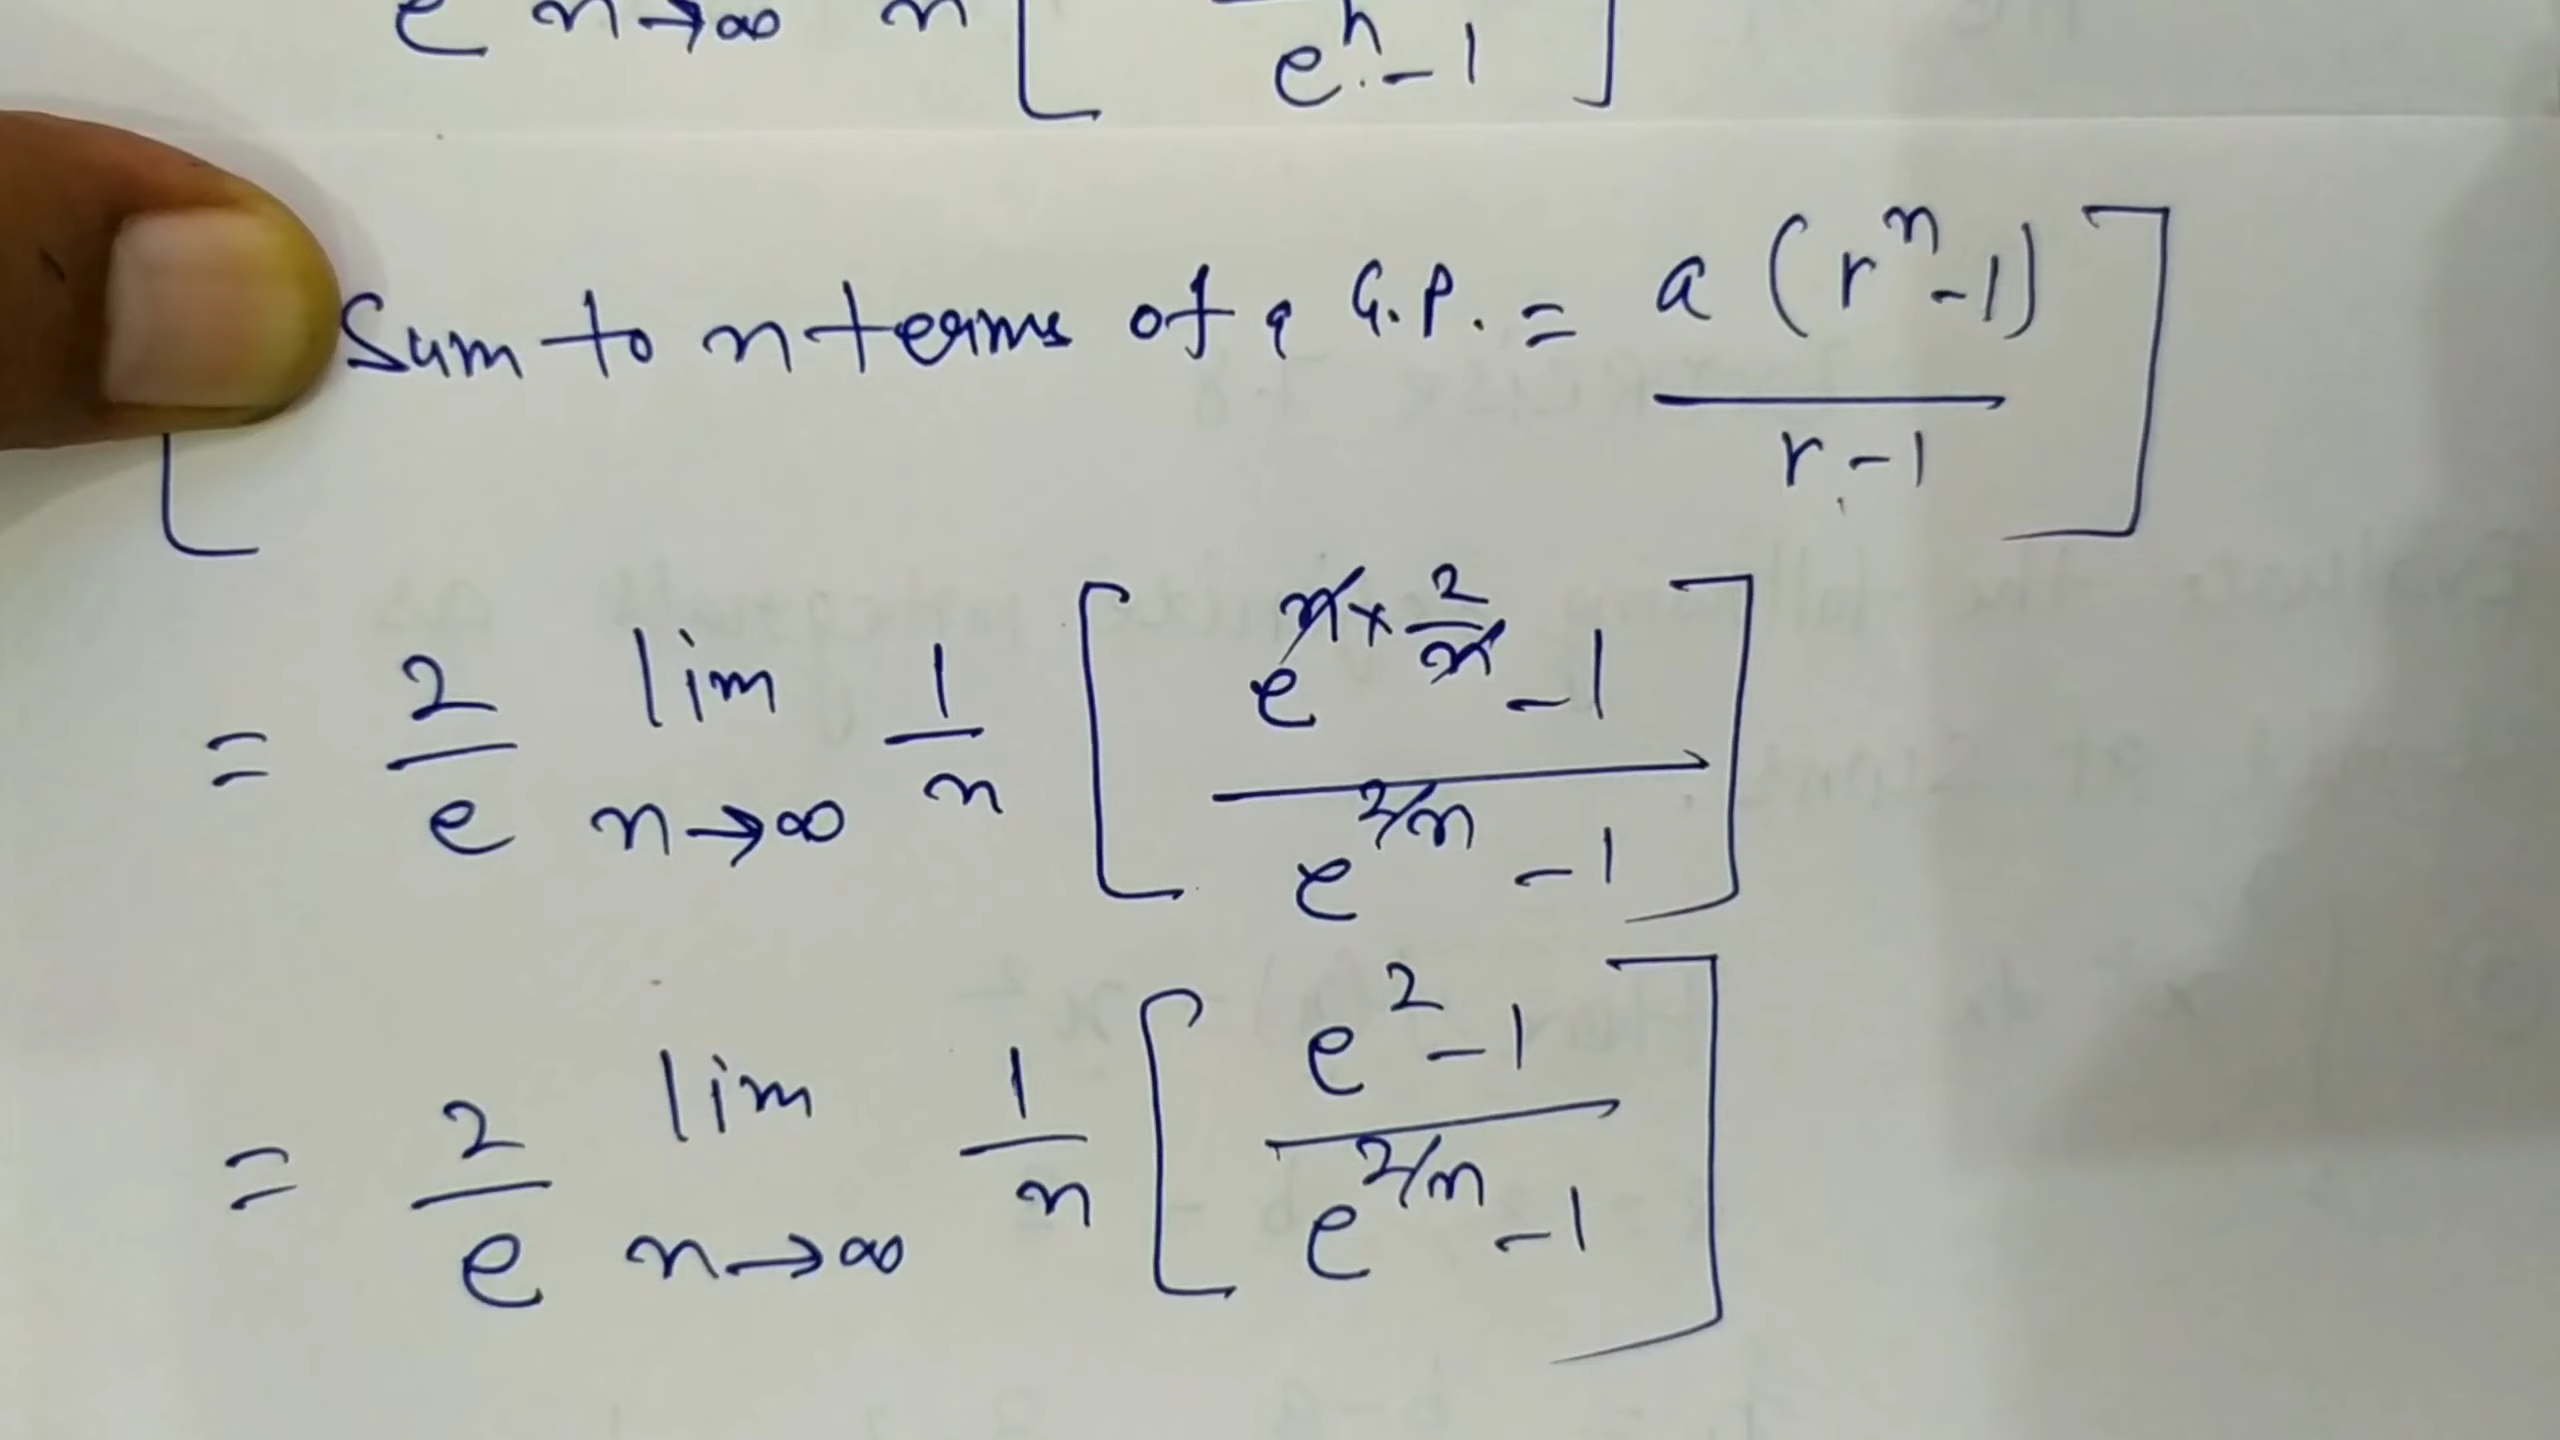 e n→∞ n [ e^h - 1 ]
[ Sum to n terms of a G.P. = a (r^n - 1) / r - 1 ]
= 2/e lim n→∞ 1/n [ e^(n × 2/n) - 1 / e^(2/n) - 1 ]
= 2/e lim n→∞ 1/n [ e^2 - 1 / e^(2/n) - 1 ]